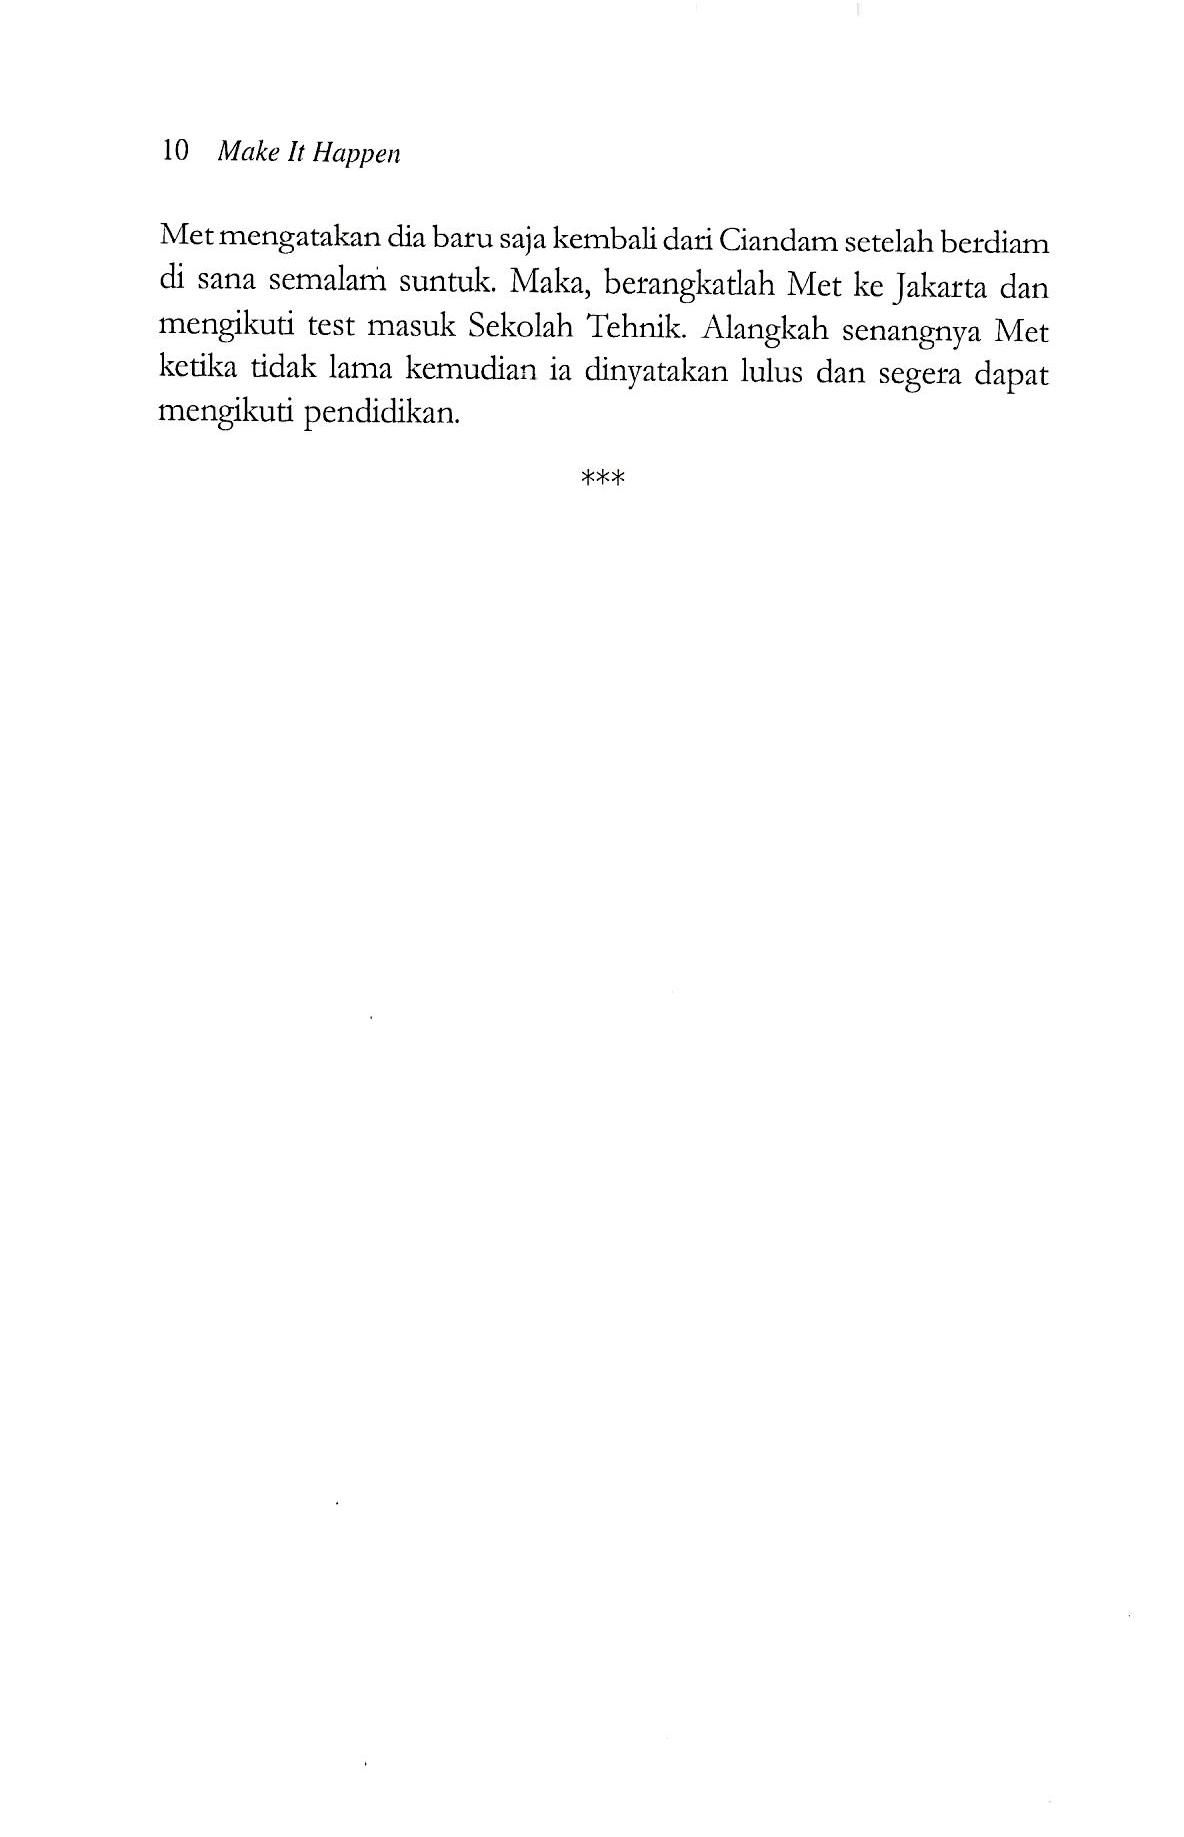 10 Make It Happen
Met mengatakan dia baru saja kembali dari Ciandam setelah berdiam
di sana semalam suntuk. Maka, berangkatlah Met ke Jakarta dan
mengikuti test masuk Sekolah Tehnik. Alangkah senangnya Met
ketika tidak lama kemudian ia dinyatakan lulus dan segera dapat
mengikuti pendidikan.
***